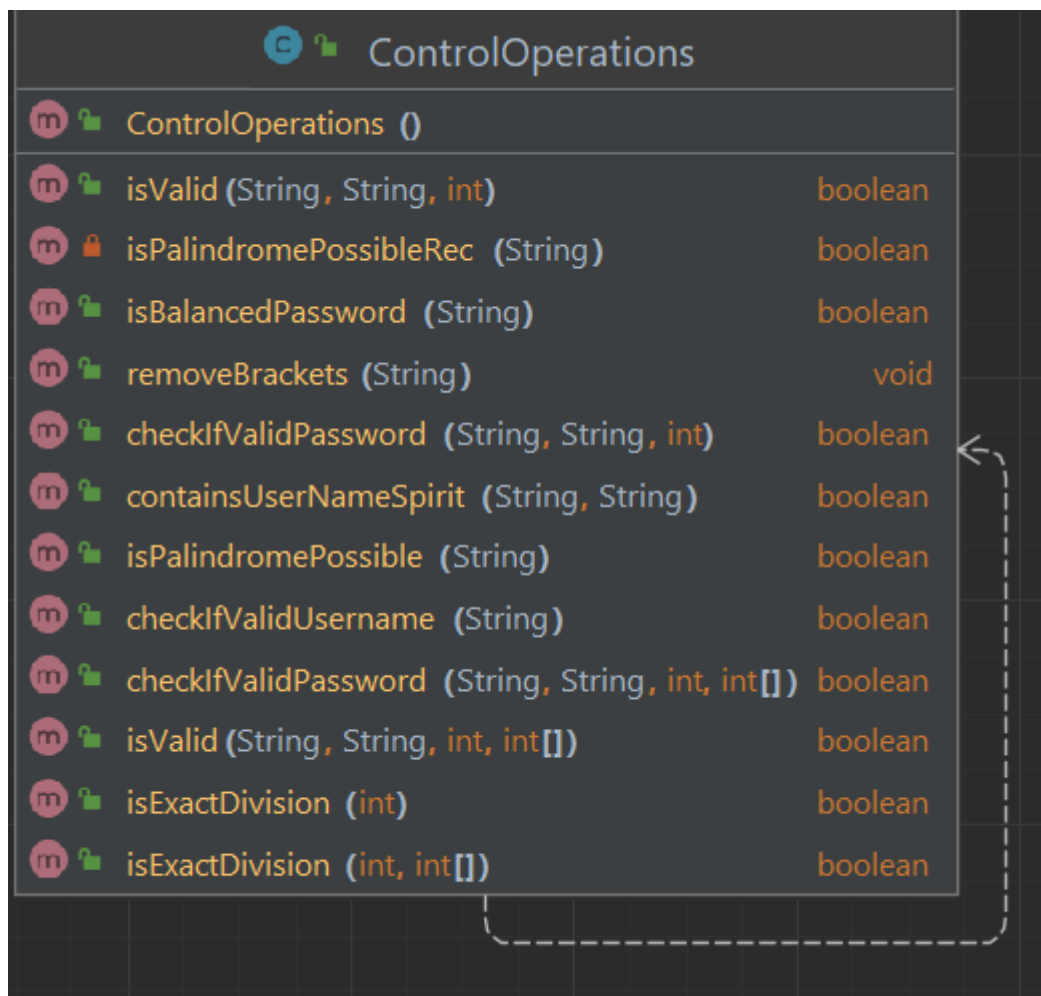 C ControlOperations
m ControlOperations ()
m isValid (String, String, int) boolean
m isPalindromePossibleRec (String) boolean
m isBalancedPassword (String) boolean
m removeBrackets (String) void
m checkIfValidPassword (String, String, int) boolean
m containsUserNameSpirit (String, String) boolean
m isPalindromePossible (String) boolean
m checkIfValidUsername (String) boolean
m checkIfValidPassword (String, String, int, int[]) boolean
m isValid (String, String, int, int[]) boolean
m isExactDivision (int) boolean
m isExactDivision (int, int[]) boolean